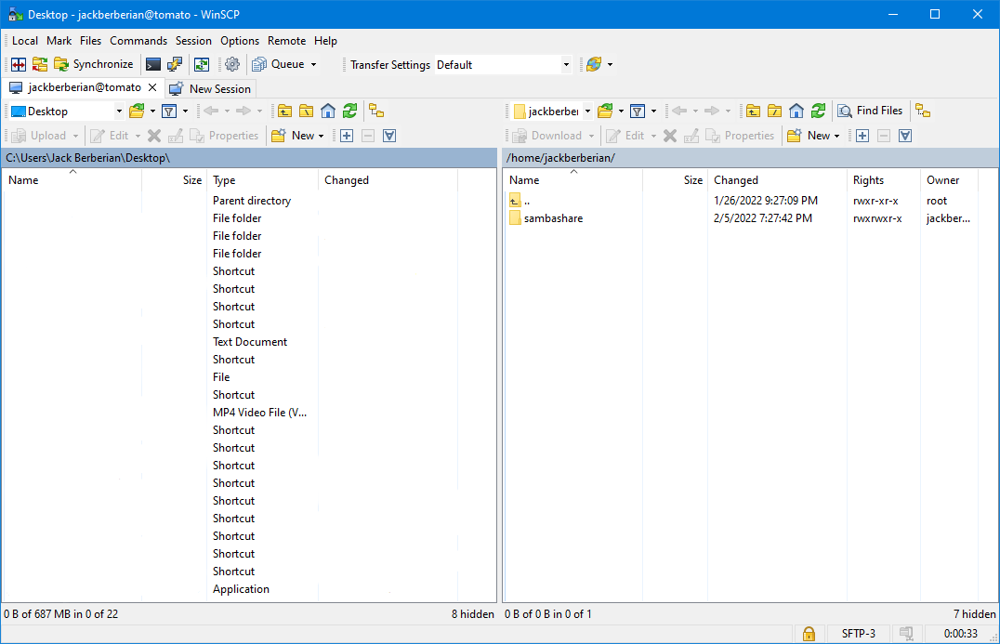 Desktop - jackberberian@tomato - WinSCP
Local Mark Files Commands Session Options Remote Help
Synchronize Queue Transfer Settings Default
jackberberian@tomato New Session
Desktop jackberber Find Files
Upload Edit Properties New Download Edit Properties New
C:\Users\Jack Berberian\Desktop\ /home/jackberberian/
Name Size Type Changed Name Size Changed Rights Owner
Parent directory .. 1/26/2022 9:27:09 PM rwxr-xr-x root
File folder sambashare 2/5/2022 7:27:42 PM rwxrwxr-x jackber...
File folder
File folder
Shortcut
Shortcut
Shortcut
Shortcut
Text Document
Shortcut
File
Shortcut
MP4 Video File (V...
Shortcut
Shortcut
Shortcut
Shortcut
Shortcut
Shortcut
Shortcut
Shortcut
Shortcut
Application
0 B of 687 MB in 0 of 22 8 hidden 0 B of 0 B in 0 of 1 7 hidden
SFTP-3 0:00:33